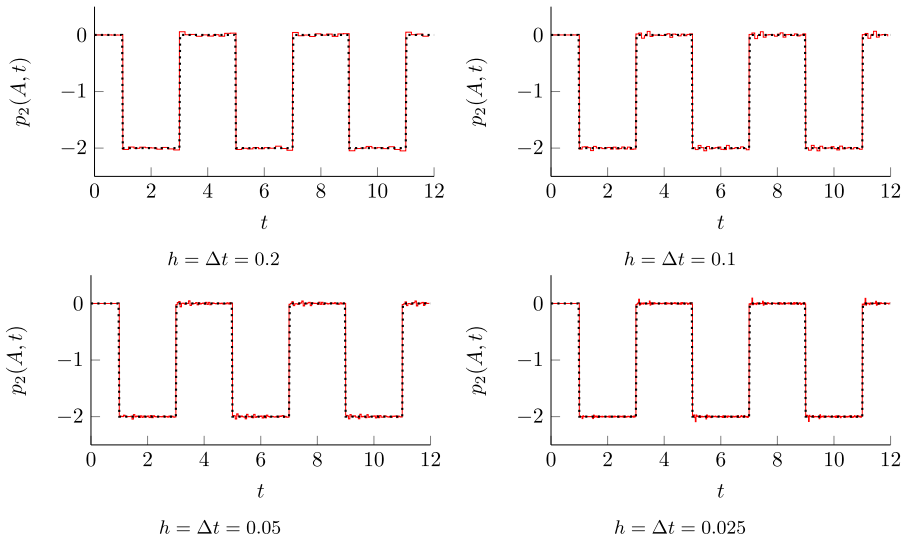 0
−1
−2
p₂(A, t)
0 2 4 6 8 10 12
t
h = Δt = 0.2
0
−1
−2
p₂(A, t)
0 2 4 6 8 10 12
t
h = Δt = 0.1
0
−1
−2
p₂(A, t)
0 2 4 6 8 10 12
t
h = Δt = 0.05
0
−1
−2
p₂(A, t)
0 2 4 6 8 10 12
t
h = Δt = 0.025